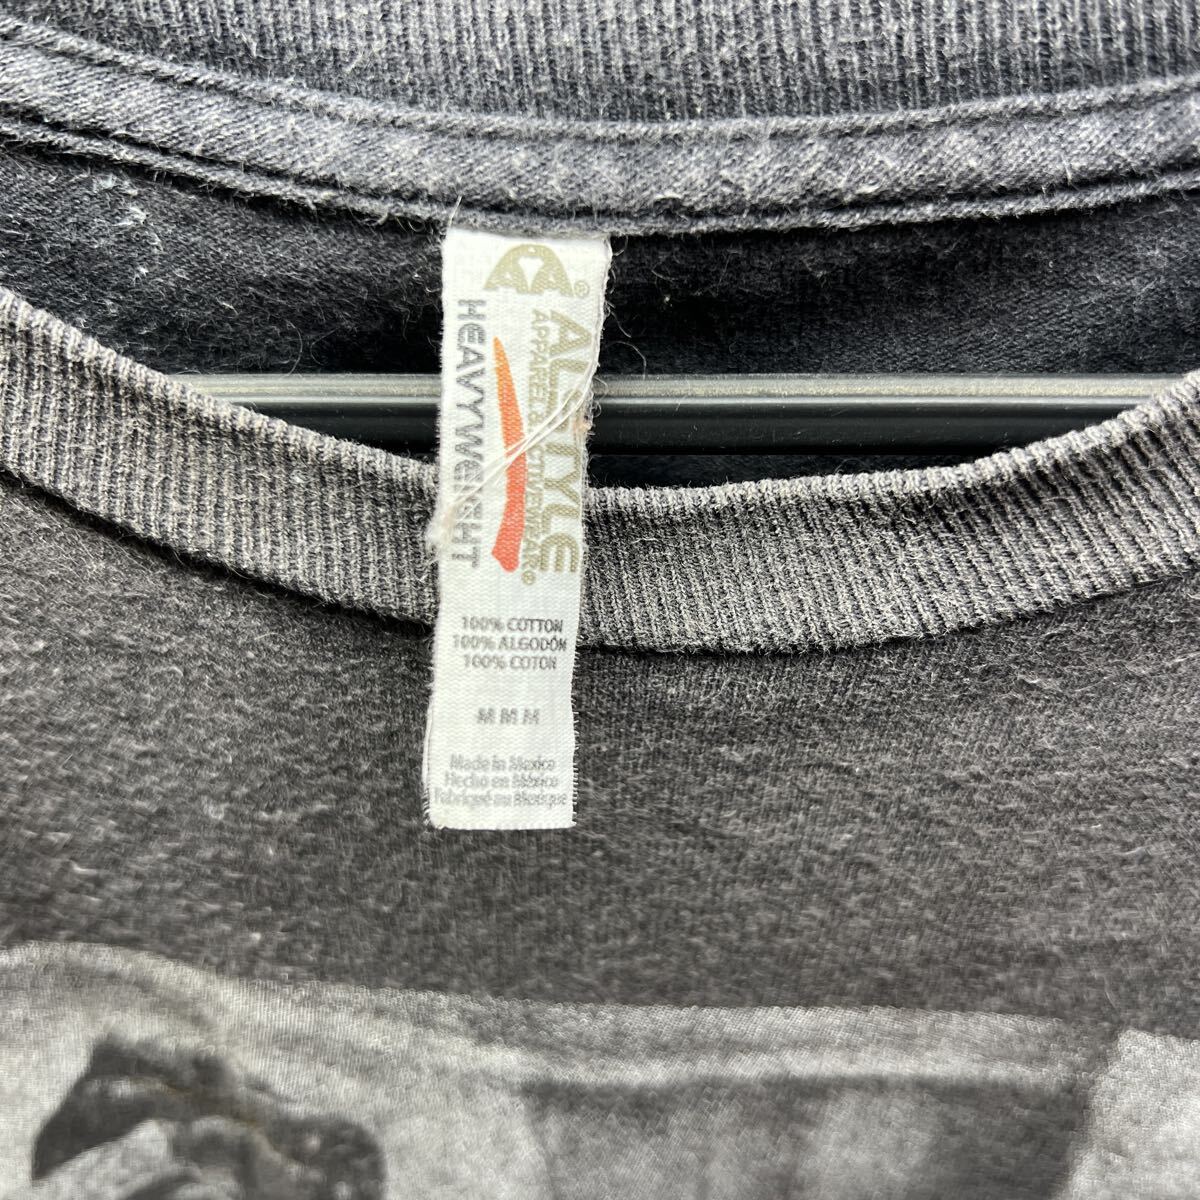 AA®
ALSTYLE
APPAREL & ACTIVEWEAR®
HEAVYWEIGHT
100% COTTON
100% ALGODÓN
100% COTON
M M M
Made in Mexico
Hecho en México
Fabriqué au Mexique